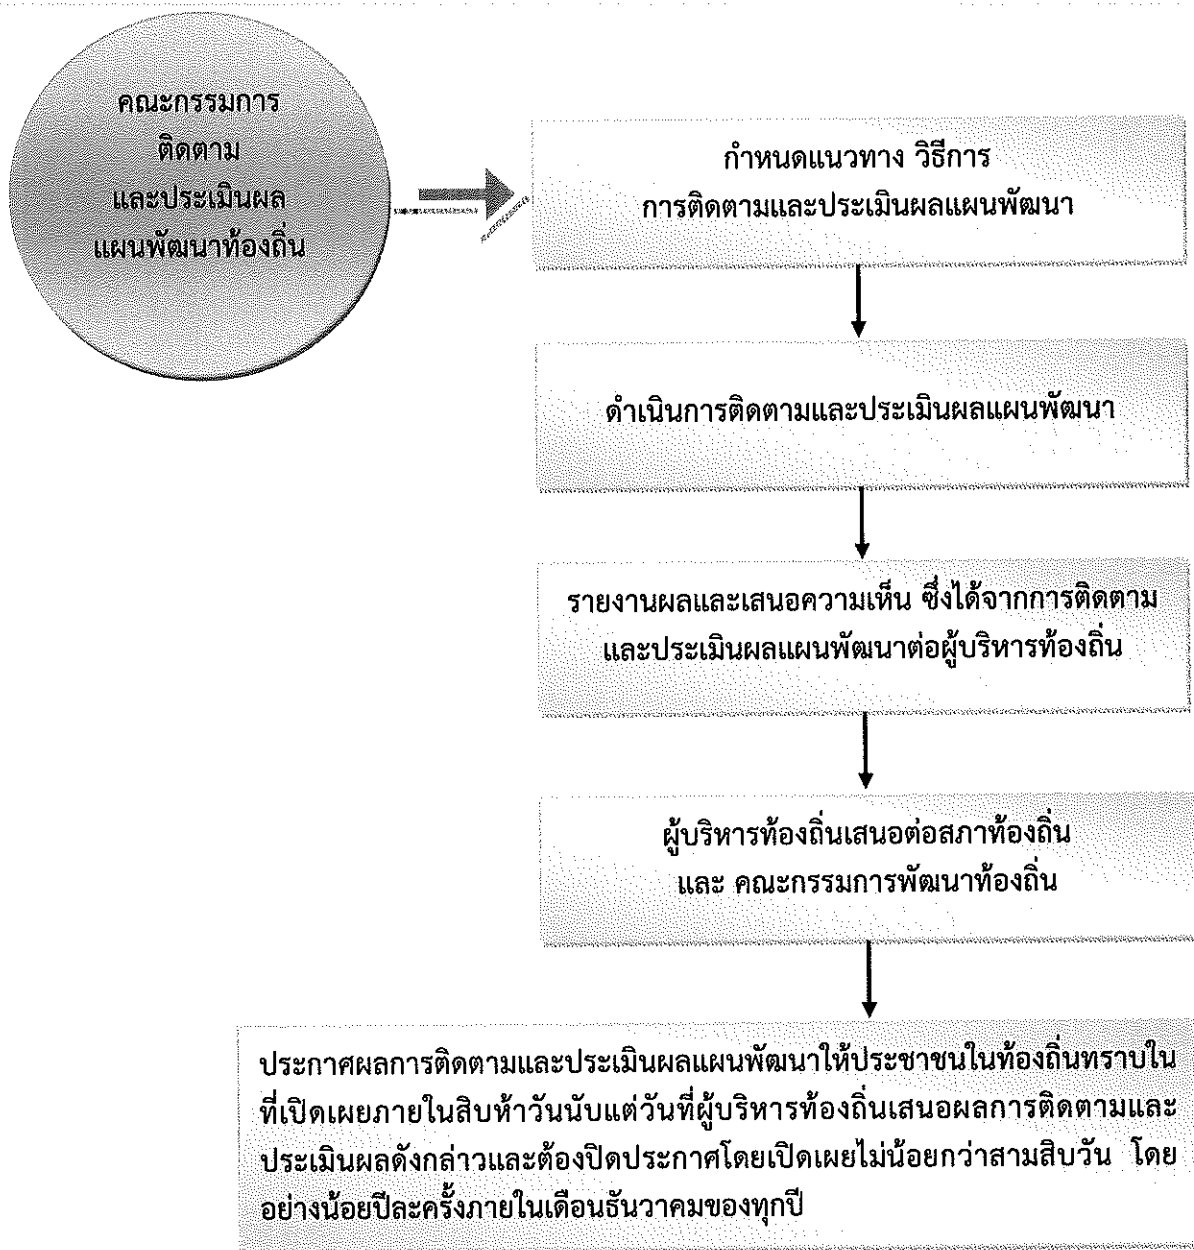 คณะกรรมการ
ติดตาม
และประเมินผล
แผนพัฒนาท้องถิ่น
กำหนดแนวทาง วิธีการ
การติดตามและประเมินผลแผนพัฒนา
ดำเนินการติดตามและประเมินผลแผนพัฒนา
รายงานผลและเสนอความเห็น ซึ่งได้จากการติดตาม
และประเมินผลแผนพัฒนาต่อผู้บริหารท้องถิ่น
ผู้บริหารท้องถิ่นเสนอต่อสภาท้องถิ่น
และ คณะกรรมการพัฒนาท้องถิ่น
ประกาศผลการติดตามและประเมินผลแผนพัฒนาให้ประชาชนในท้องถิ่นทราบใน
ที่เปิดเผยภายในสิบห้าวันนับแต่วันที่ผู้บริหารท้องถิ่นเสนอผลการติดตามและ
ประเมินผลดังกล่าวและต้องปิดประกาศโดยเปิดเผยไม่น้อยกว่าสามสิบวัน โดย
อย่างน้อยปีละครั้งภายในเดือนธันวาคมของทุกปี